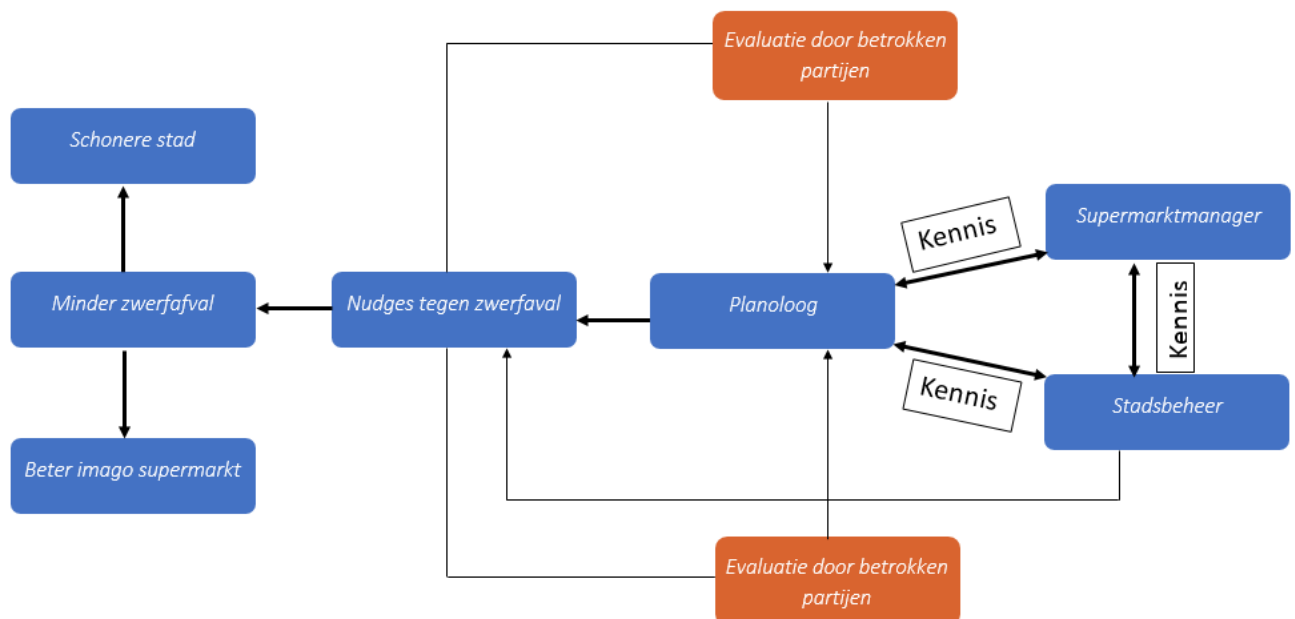 Evaluatie door betrokken
partijen
Schonere stad
Supermarktmanager
Kennis
Minder zwerfafval
Nudges tegen zwerfaval
Planoloog
Kennis
Kennis
Stadsbeheer
Beter imago supermarkt
Evaluatie door betrokken
partijen